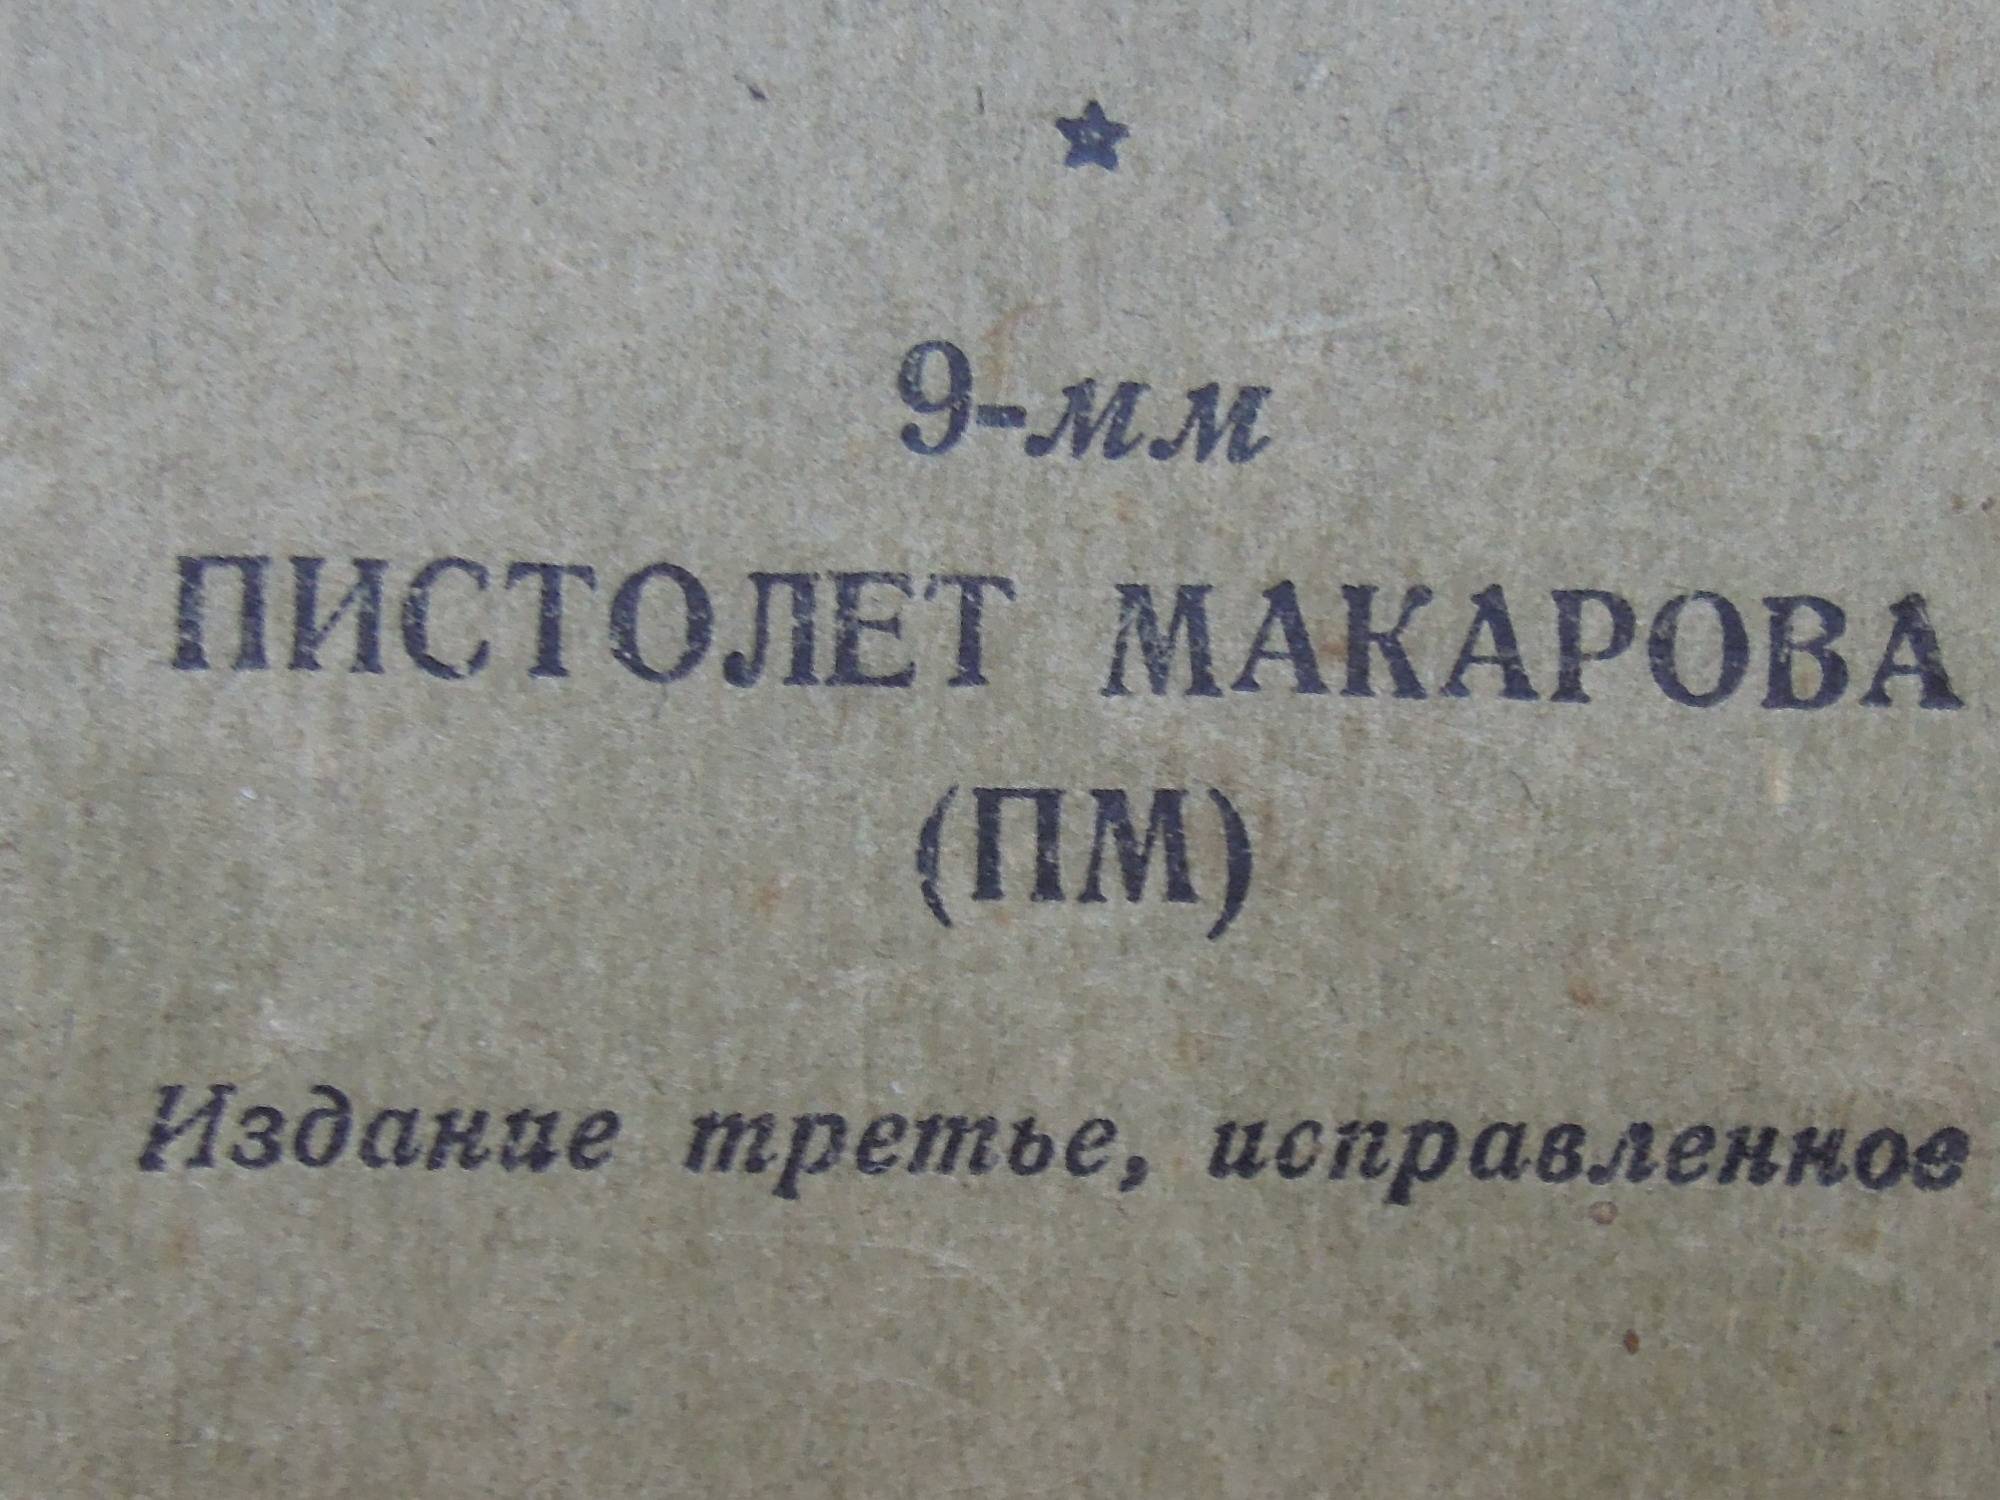 9-мм
ПИСТОЛЕТ МАКАРОВА
(ПМ)
Издание третье, исправленное